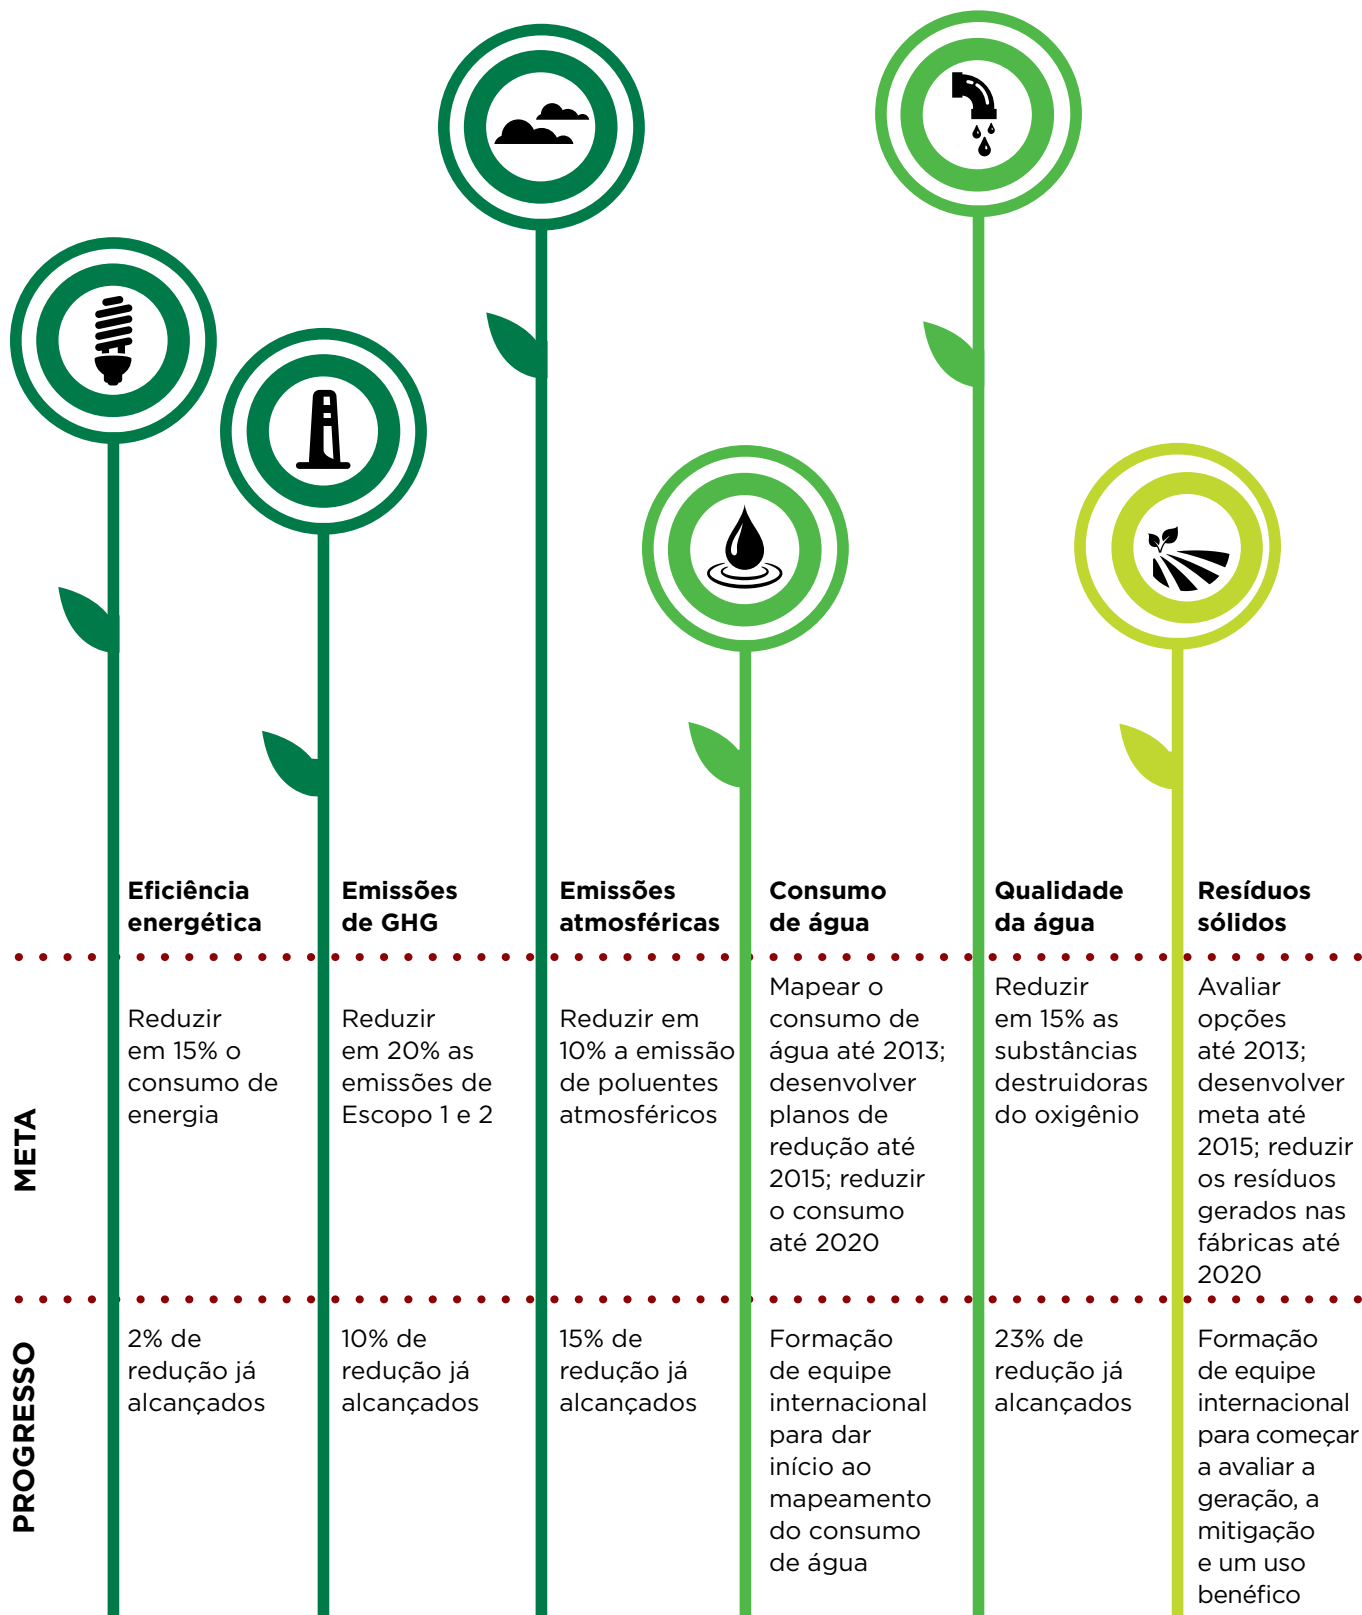 Eficiência
energética
Emissões
de GHG
Emissões
atmosféricas
Consumo
de água
Qualidade
da água
Resíduos
sólidos
META
Reduzir
em 15% o
consumo de
energia
Reduzir
em 20% as
emissões de
Escopo 1 e 2
Reduzir em
10% a emissão
de poluentes
atmosféricos
Mapear o
consumo de
água até 2013;
desenvolver
planos de
redução até
2015; reduzir
o consumo
até 2020
Reduzir
em 15% as
substâncias
destruidoras
do oxigênio
Avaliar
opções
até 2013;
desenvolver
meta até
2015; reduzir
os resíduos
gerados nas
fábricas até
2020
PROGRESSO
2% de
redução já
alcançados
10% de
redução já
alcançados
15% de
redução já
alcançados
Formação
de equipe
internacional
para dar
início ao
mapeamento
do consumo
de água
23% de
redução já
alcançados
Formação
de equipe
internacional
para começar
a avaliar a
geração, a
mitigação
e um uso
benéfico